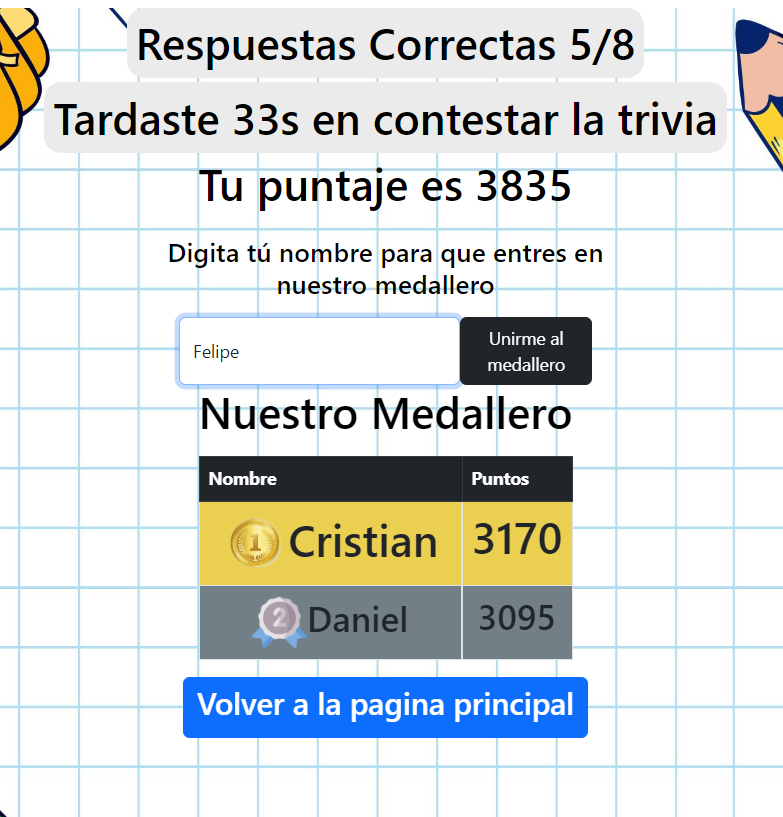 Respuestas Correctas 5/8
Tardaste 33s en contestar la trivia
Tu puntaje es 3835
Digita tú nombre para que entres en
nuestro medallero
Felipe
Unirme al
medallero
Nuestro Medallero
Nombre Puntos
1 Cristian 3170
2 Daniel 3095
Volver a la pagina principal